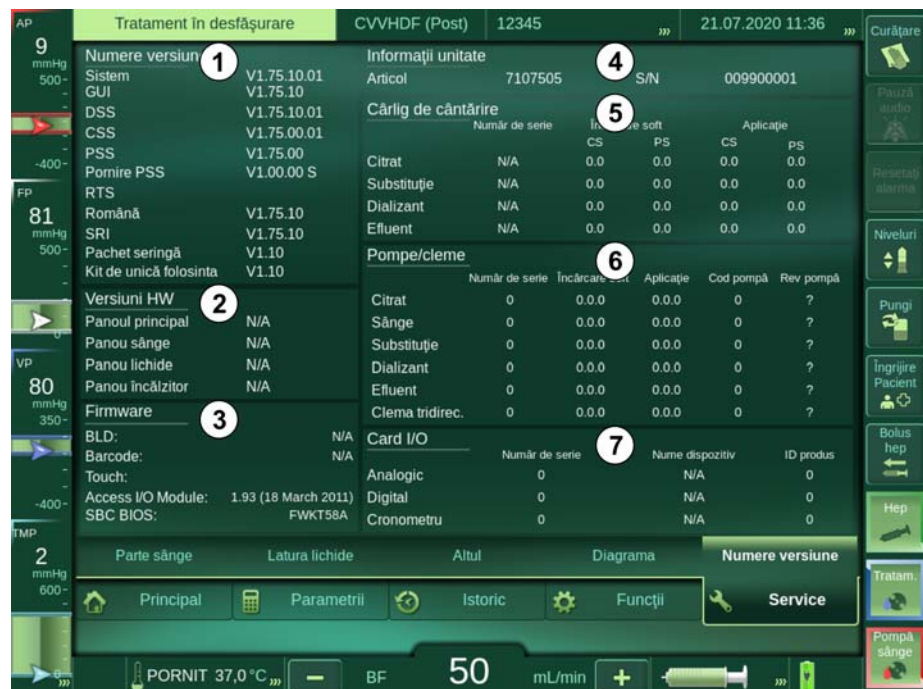 Tratament în desfășurare CVVHDF (Post) 12345 21.07.2020 11:36
AP
9
mmHg
500
-400
FP
81
mmHg
500
0
VP
80
mmHg
350
-400
TMP
2
mmHg
600
Numere versiune 1
Sistem V1.75.10.01
GUI V1.75.10
DSS V1.75.10.01
CSS V1.75.00.01
PSS V1.75.00
Pornire PSS V1.00.00 S
RTS
Română V1.75.10
SRI V1.75.10
Pachet seringă V1.10
Kit de unică folosinta V1.10
Versiuni HW 2
Panoul principal N/A
Panou sânge N/A
Panou lichide N/A
Panou încălzitor N/A
Firmware 3
BLD: N/A
Barcode: N/A
Touch:
Access I/O Module: 1.93 (18 March 2011)
SBC BIOS: FWKT58A
Informații unitate 4
Articol 7107505 S/N 009900001
Cârlig de cântărire 5
Număr de serie soft Aplicație
CS PS CS PS
Citrat N/A 0.0 0.0 0.0 0.0
Substituție N/A 0.0 0.0 0.0 0.0
Dializant N/A 0.0 0.0 0.0 0.0
Efluent N/A 0.0 0.0 0.0 0.0
Pompe/cleme 6
Număr de serie Încărcare soft Aplicație Cod pompă Rev pompă
Citrat 0 0.0.0 0.0.0 0 ?
Sânge 0 0.0.0 0.0.0 0 ?
Substituție 0 0.0.0 0.0.0 0 ?
Dializant 0 0.0.0 0.0.0 0 ?
Efluent 0 0.0.0 0.0.0 0 ?
Clema tridirec. 0 0.0.0 0.0.0 0 ?
Card I/O 7
Număr de serie Nume dispozitiv ID produs
Analogic 0 N/A 0
Digital 0 N/A 0
Cronometru 0 N/A 0
Parte sânge Latura lichide Altul Diagrama Numere versiune
Principal Parametrii Istoric Funcții Service
PORNIT 37,0 °C BF 50 mL/min
Curățare
Pauză
audio
Resetați
alarma
Niveluri
Pungi
Îngrijire
Pacient
Bolus
hep
Hep
Tratam.
Pompă
sânge